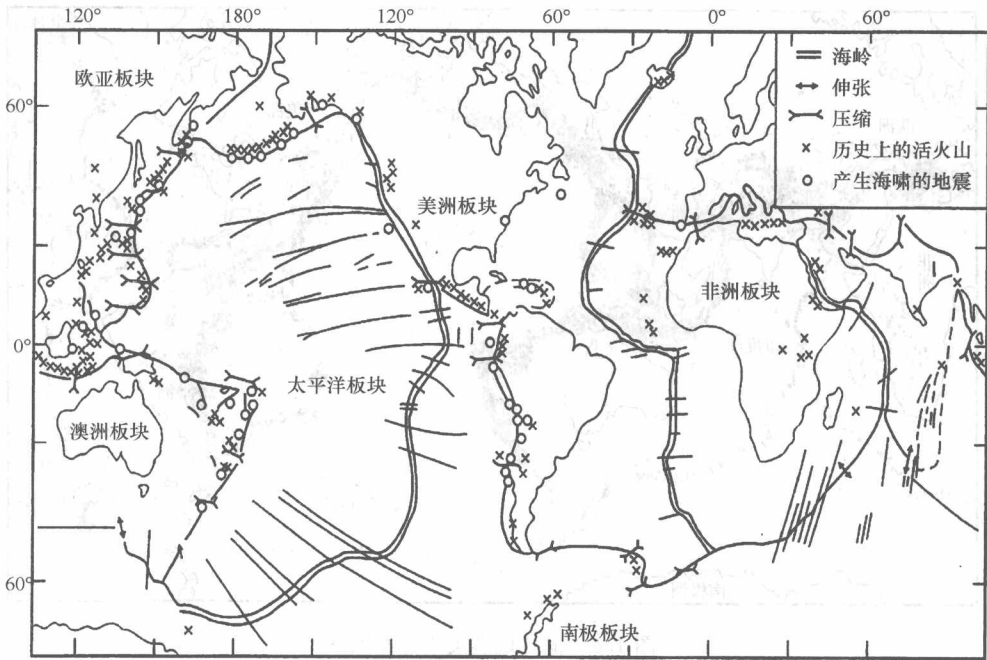 120° 180° 120° 60° 0° 60°
海岭
伸张
压缩
历史上的活火山
产生海啸的地震
欧亚板块
60°
美洲板块
非洲板块
0°
太平洋板块
澳洲板块
60°
南极板块